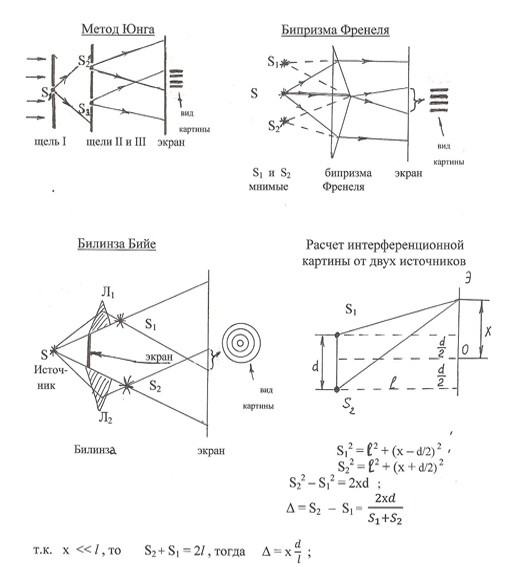 Метод Юнга
S
S₂
S₁
вид
картины
щель I
щели II и III
экран
Бипризма Френеля
S₁
S
S₂
вид
картины
S₁ и S₂
мнимые
бипризма
Френеля
экран
Билинза Бийе
Л₁
S₁
S
Источ-
ник
экран
S₂
Л₂
вид
картины
Билинза
экран
Расчет интерференционной
картины от двух источников
Э
S₁
x
d
d/2
O
d/2
l
S₂
S₁² = l² + (x – d/2)²
S₂² = l² + (x + d/2)²
S₂² – S₁² = 2xd ;
Δ = S₂ – S₁ = 2xd / S₁+S₂
т.к. x << l , то S₂ + S₁ = 2l , тогда Δ = x d/l ;